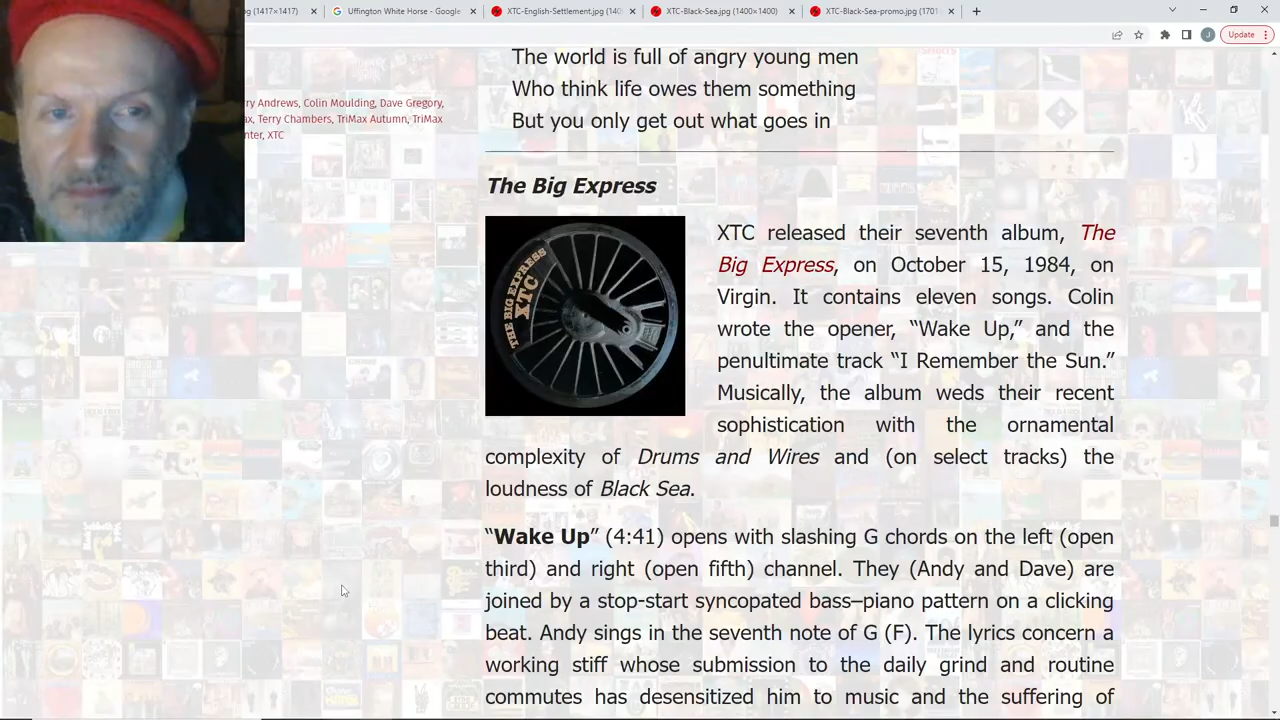 pg (1417×1417)
Uffington White Horse - Google
XTC-English-Settlement.jpg (140
XTC-Black-Sea.jpg (1400×1400)
XTC-Black-Sea-promo.jpg (1701
Update
The world is full of angry young men
Who think life owes them something
But you only get out what goes in
ry Andrews, Colin Moulding, Dave Gregory,
ax, Terry Chambers, TriMax Autumn, TriMax
nter, XTC
The Big Express
THE BIG EXPRESS
XTC
XTC released their seventh album, The
Big Express, on October 15, 1984, on
Virgin. It contains eleven songs. Colin
wrote the opener, “Wake Up,” and the
penultimate track “I Remember the Sun.”
Musically, the album weds their recent
sophistication with the ornamental
complexity of Drums and Wires and (on select tracks) the
loudness of Black Sea.
“Wake Up” (4:41) opens with slashing G chords on the left (open
third) and right (open fifth) channel. They (Andy and Dave) are
joined by a stop-start syncopated bass–piano pattern on a clicking
beat. Andy sings in the seventh note of G (F). The lyrics concern a
working stiff whose submission to the daily grind and routine
commutes has desensitized him to music and the suffering of